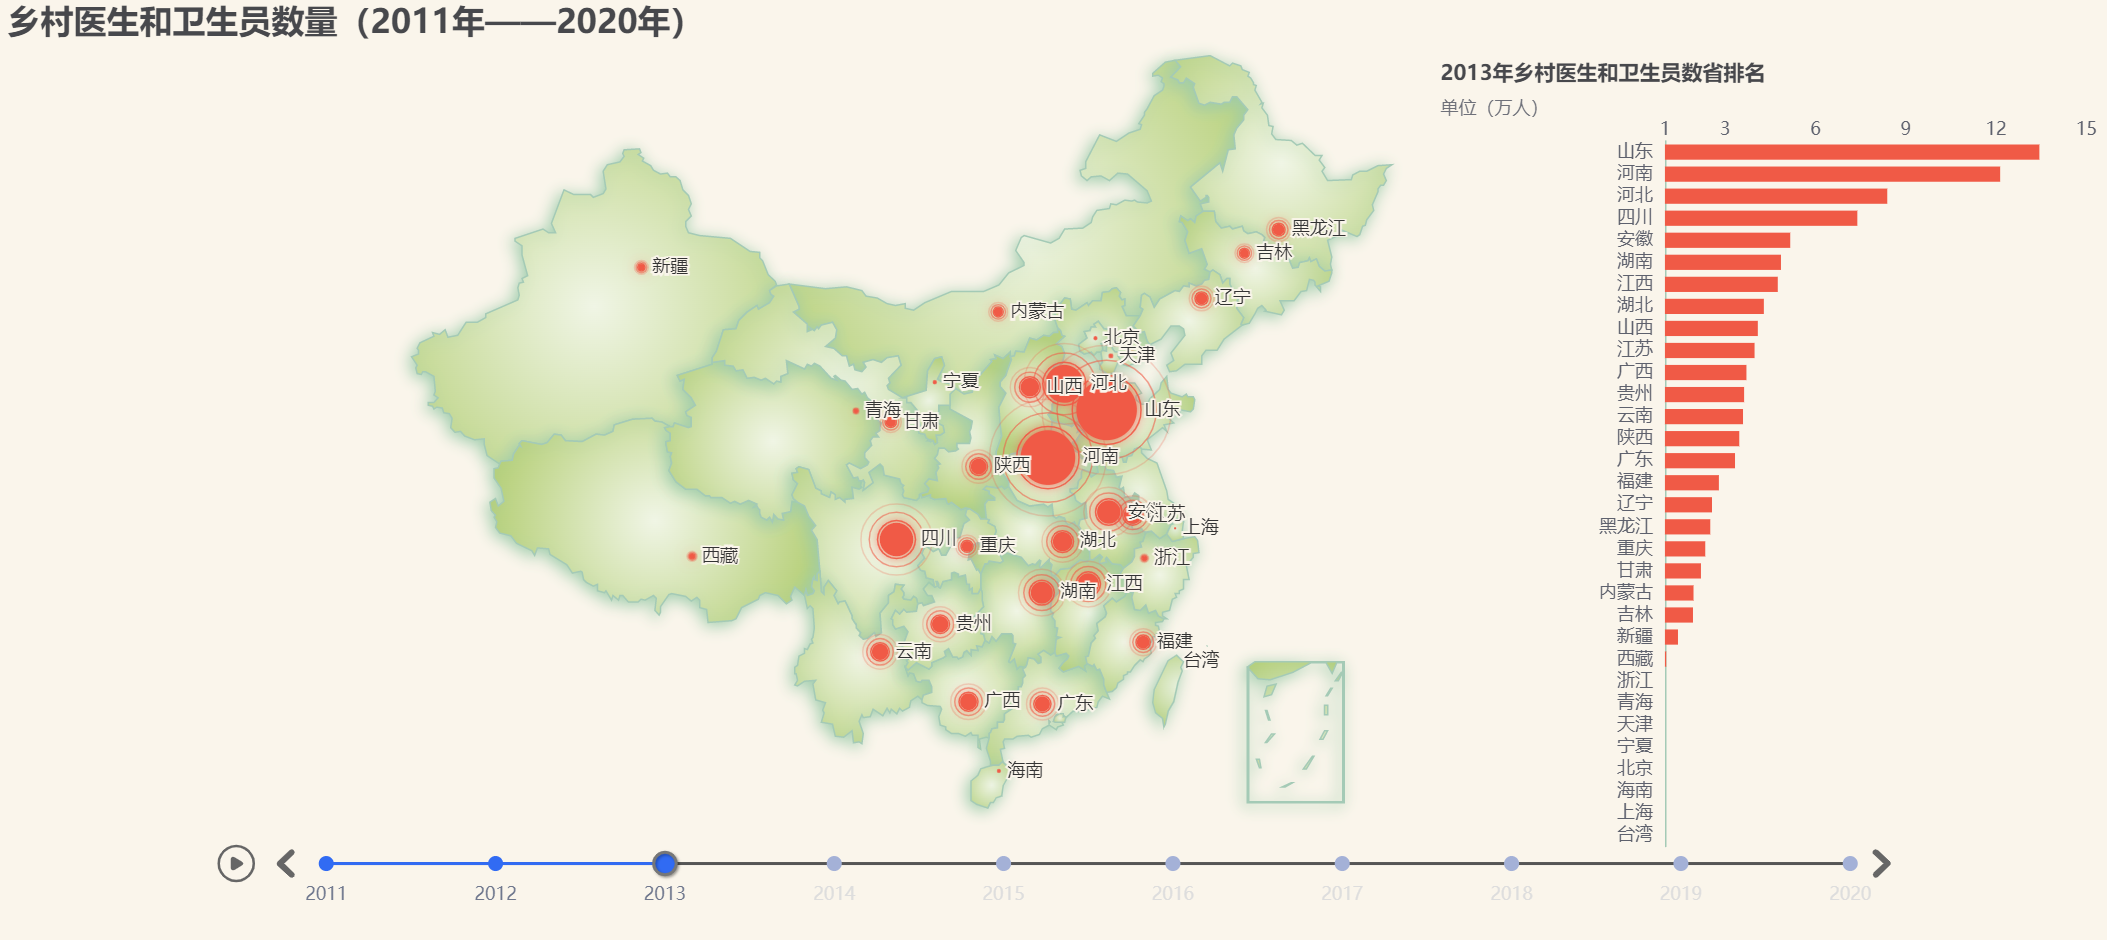 乡村医生和卫生员数量（2011年——2020年）
2013年乡村医生和卫生员数省排名
单位（万人）
1 3 6 9 12 15
山东
河南
河北
四川
安徽
湖南
江西
湖北
山西
江苏
广西
贵州
云南
陕西
广东
福建
辽宁
黑龙江
重庆
甘肃
内蒙古
吉林
新疆
西藏
浙江
青海
天津
宁夏
北京
海南
上海
台湾
黑龙江
吉林
新疆
辽宁
内蒙古
北京
天津
宁夏
山西
河北
青海
山东
甘肃
河南
陕西
安徽
江苏
上海
四川
湖北
重庆
西藏
浙江
江西
湖南
贵州
福建
云南
台湾
广西
广东
海南
2011 2012 2013 2014 2015 2016 2017 2018 2019 2020